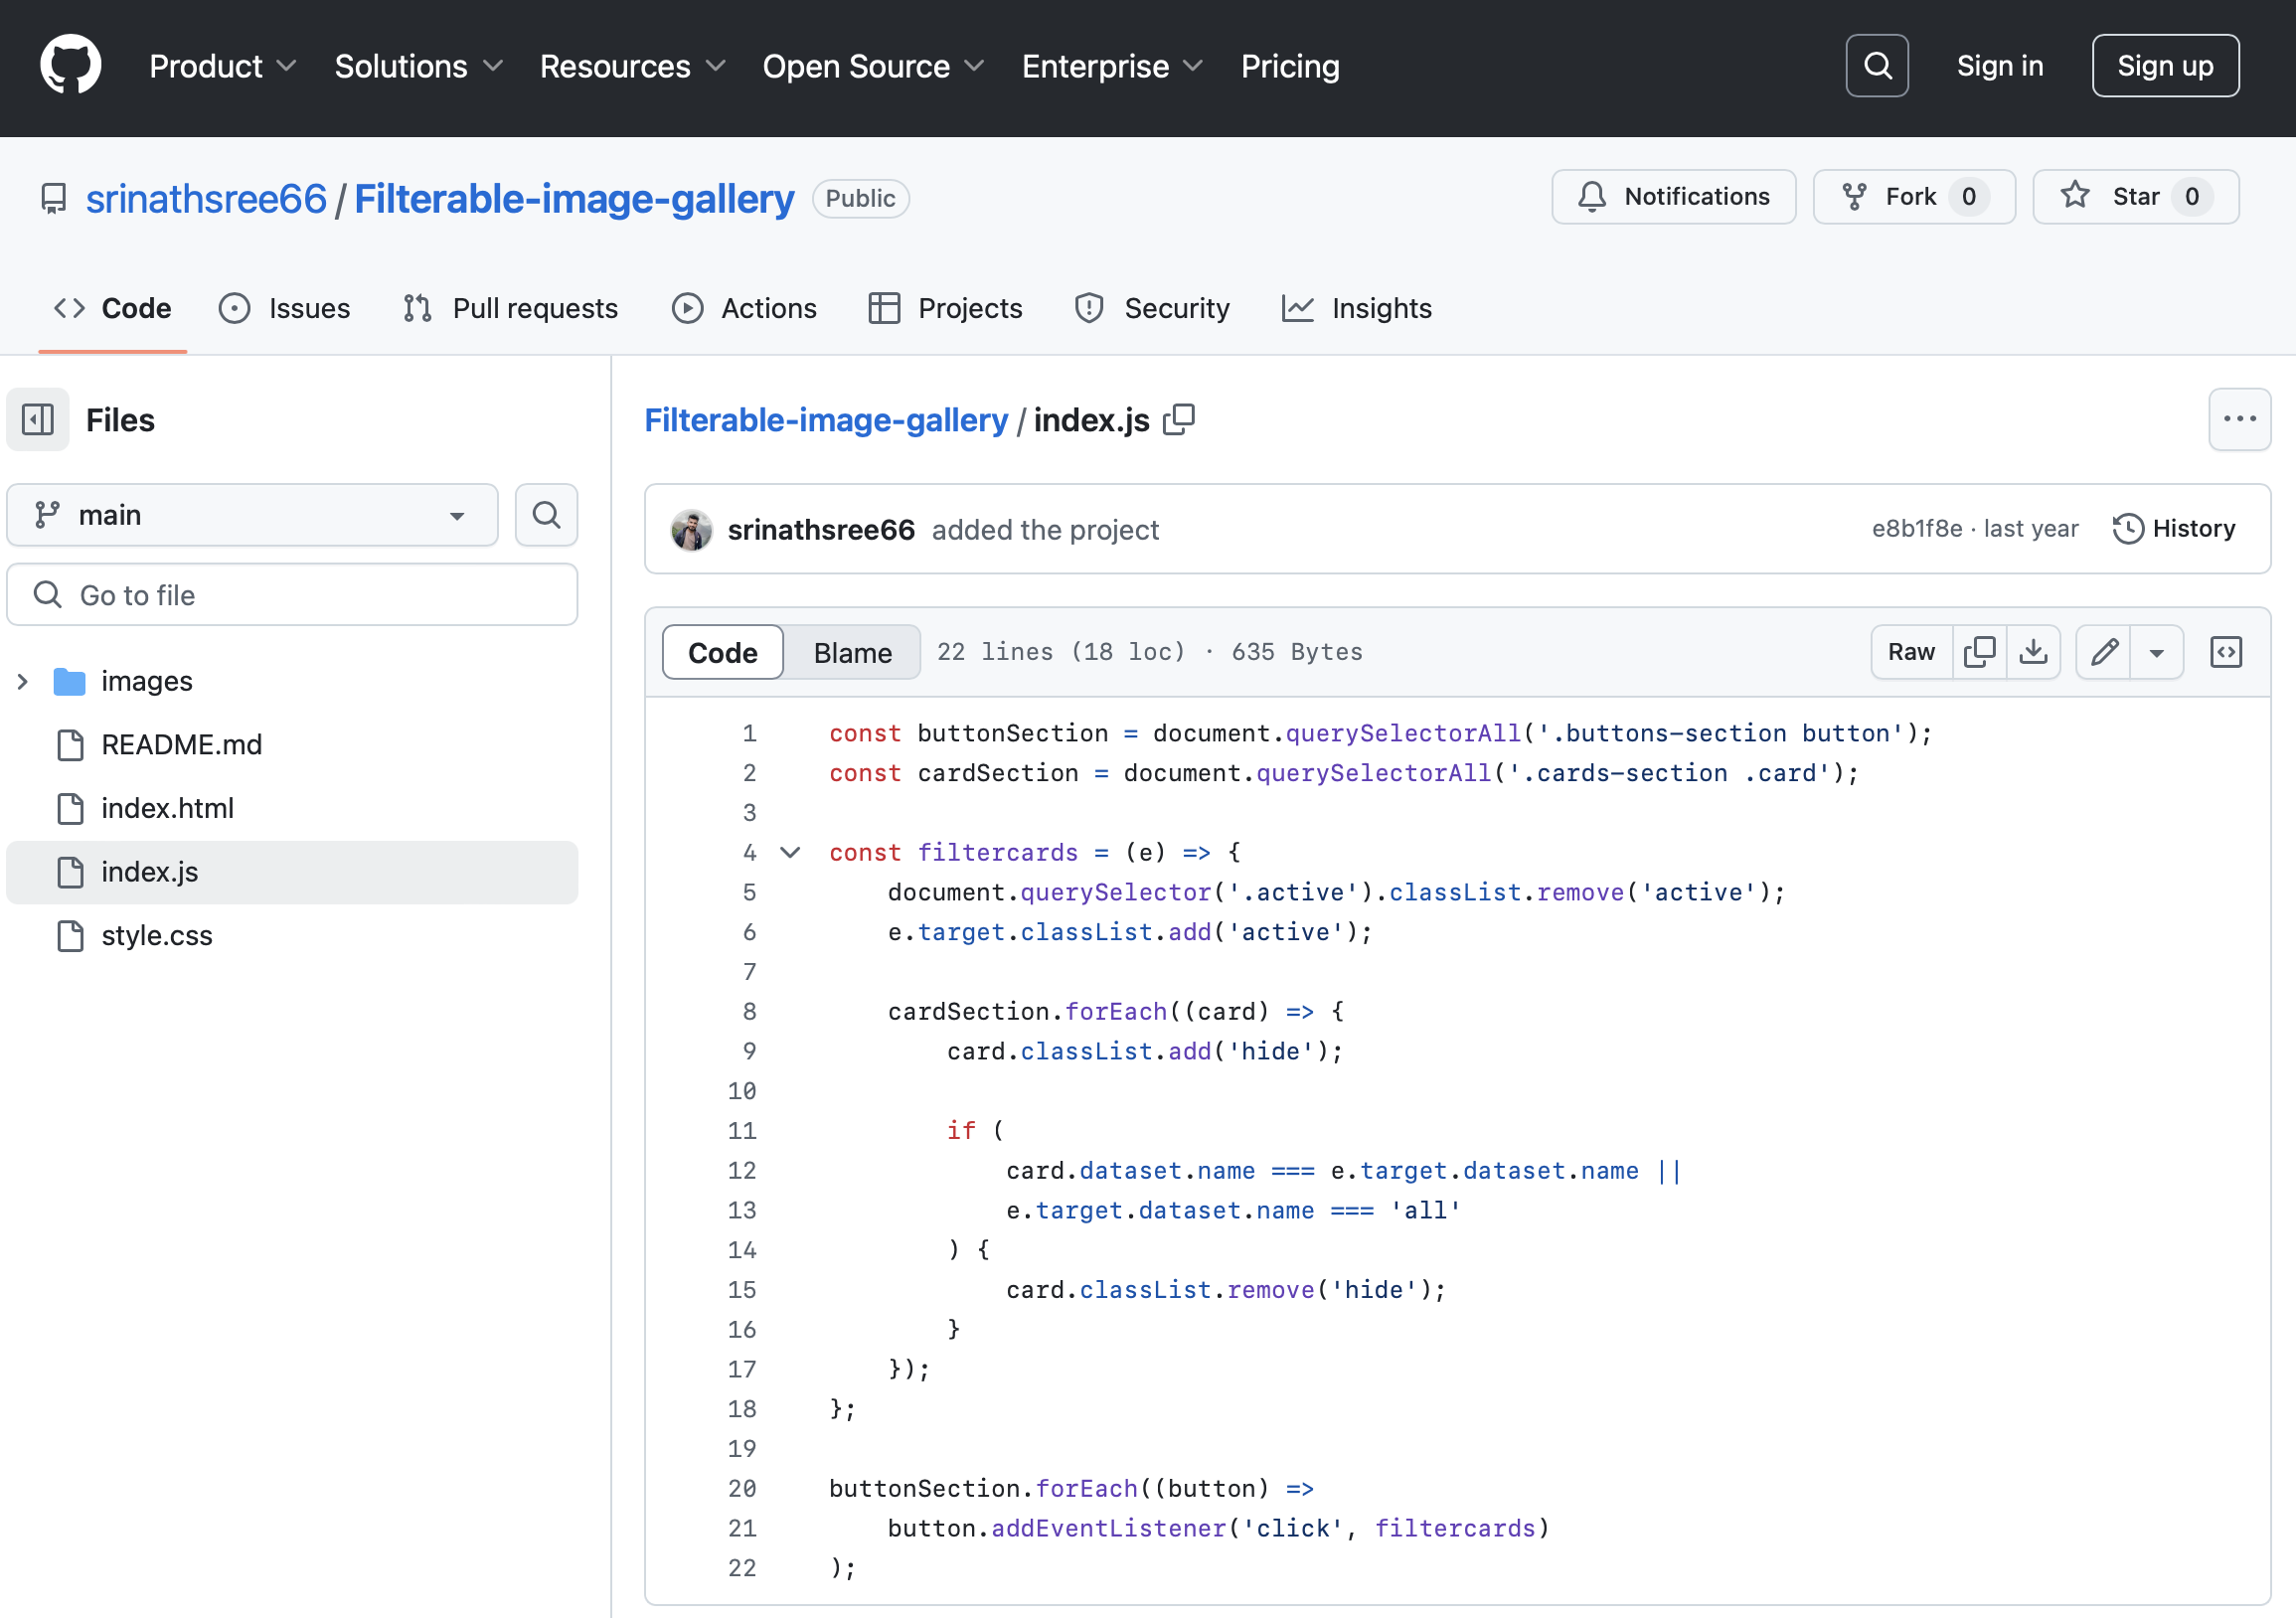 Product Solutions Resources Open Source Enterprise Pricing Sign in Sign up
srinathsree66 / Filterable-image-gallery Public Notifications Fork 0 Star 0
Code Issues Pull requests Actions Projects Security Insights
Files
main
Go to file
images
README.md
index.html
index.js
style.css
Filterable-image-gallery / index.js
srinathsree66 added the project e8b1f8e · last year History
Code Blame 22 lines (18 loc) · 635 Bytes Raw
1 const buttonSection = document.querySelectorAll('.buttons-section button');
2 const cardSection = document.querySelectorAll('.cards-section .card');
3
4 const filtercards = (e) => {
5     document.querySelector('.active').classList.remove('active');
6     e.target.classList.add('active');
7
8     cardSection.forEach((card) => {
9         card.classList.add('hide');
10
11         if (
12             card.dataset.name === e.target.dataset.name ||
13             e.target.dataset.name === 'all'
14         ) {
15             card.classList.remove('hide');
16         }
17     });
18 };
19
20 buttonSection.forEach((button) =>
21     button.addEventListener('click', filtercards)
22 );